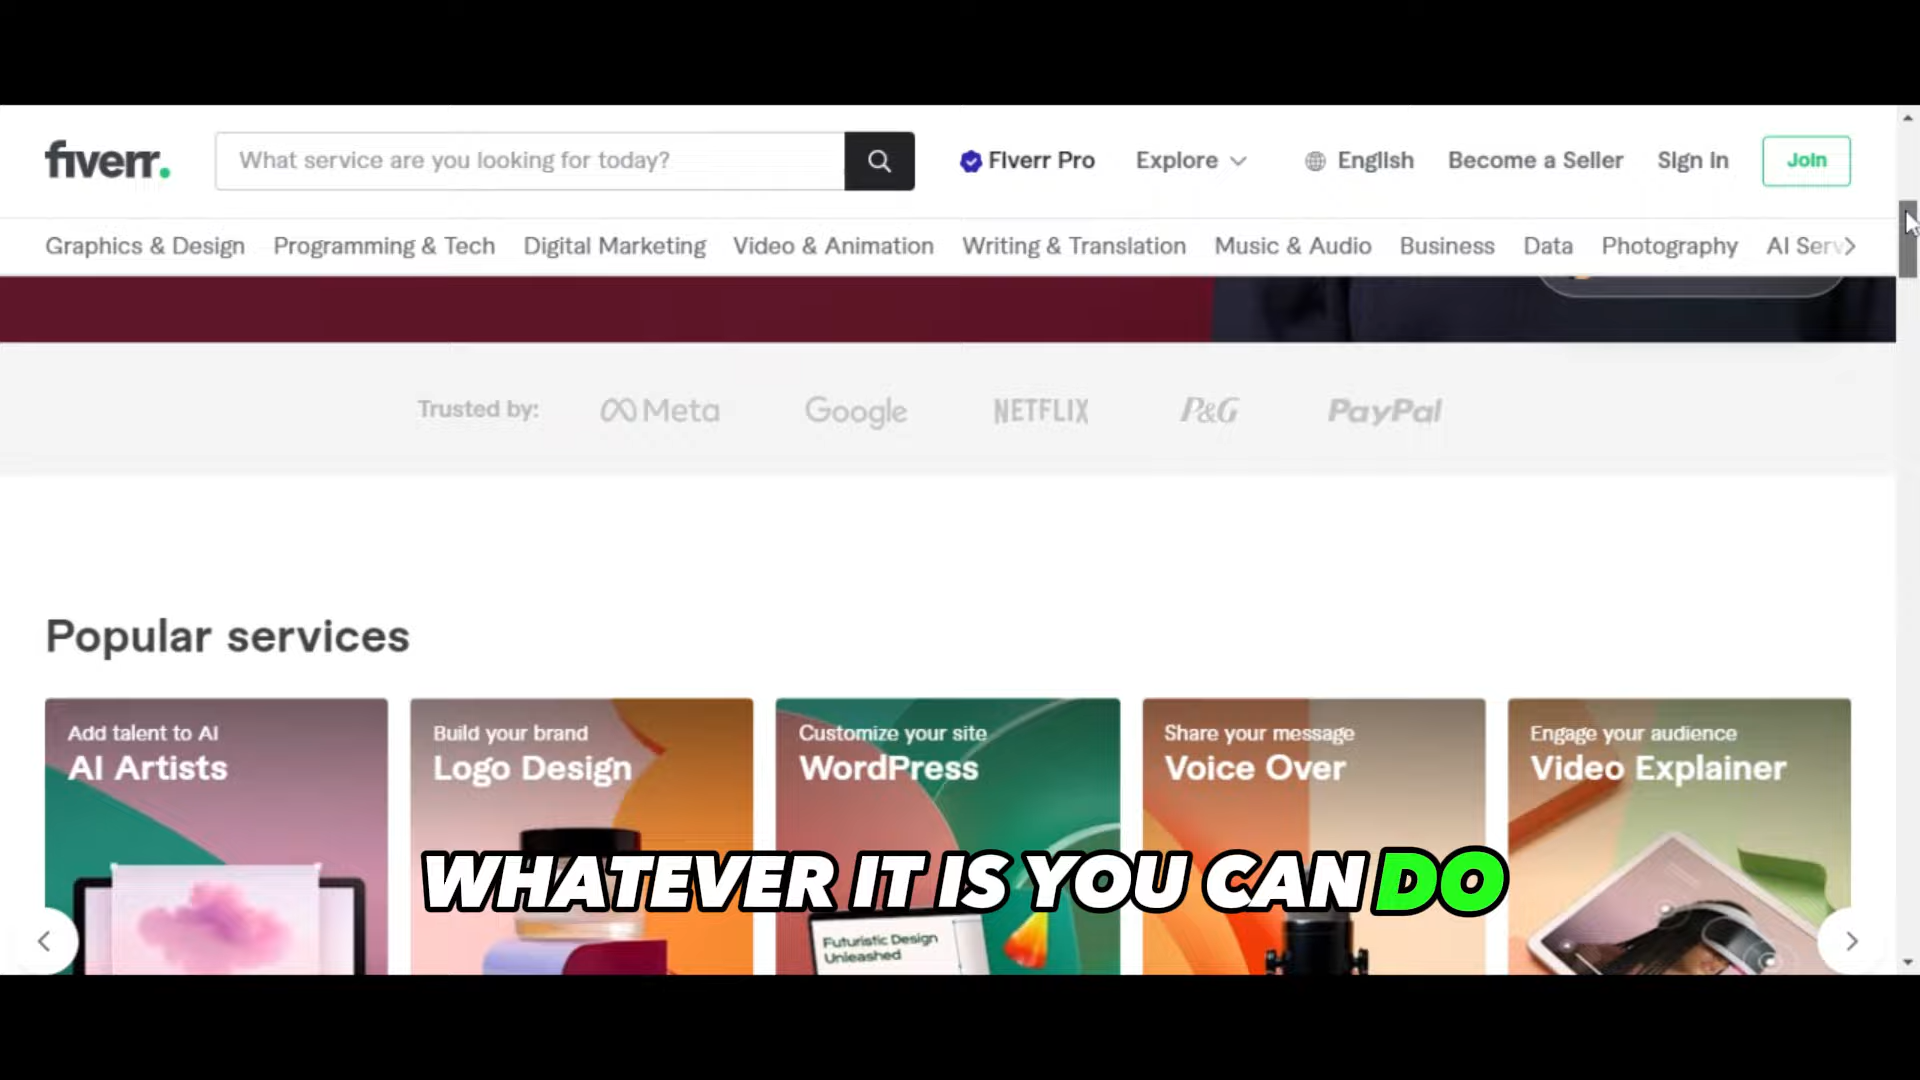 fiverr.
What service are you looking for today?
Fiverr Pro
Explore
English
Become a Seller
Sign in
Join
Graphics & Design
Programming & Tech
Digital Marketing
Video & Animation
Writing & Translation
Music & Audio
Business
Data
Photography
AI Serv
Trusted by:
Meta
Google
NETFLIX
P&G
PayPal
Popular services
Add talent to AI
AI Artists
Build your brand
Logo Design
Customize your site
WordPress
Share your message
Voice Over
Engage your audience
Video Explainer
Futuristic Design
Unleashed
WHATEVER IT IS YOU CAN DO